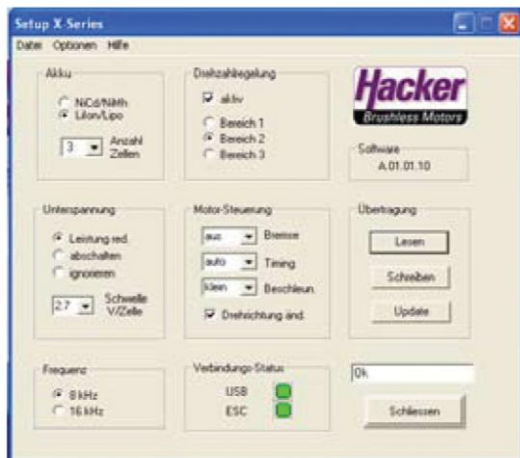 Setup X-Series
Datei Optionen Hilfe
Akku
NiCd/NiMh
LiIon/Lipo
3 Anzahl Zellen
Drehzahlregelung
aktiv
Bereich 1
Bereich 2
Bereich 3
Hacker
Brushless Motors
Software
A.01.01.10
Unterspannung
Leistung red.
abschalten
ignorieren
2.7 Schwelle V/Zelle
Motor-Steuerung
aus Bremse
auto Timing
klein Beschleun.
Drehrichtung änd.
Übertragung
Lesen
Schreiben
Update
Frequenz
8 kHz
16 kHz
Verbindungs-Status
USB
ESC
Ok
Schliessen